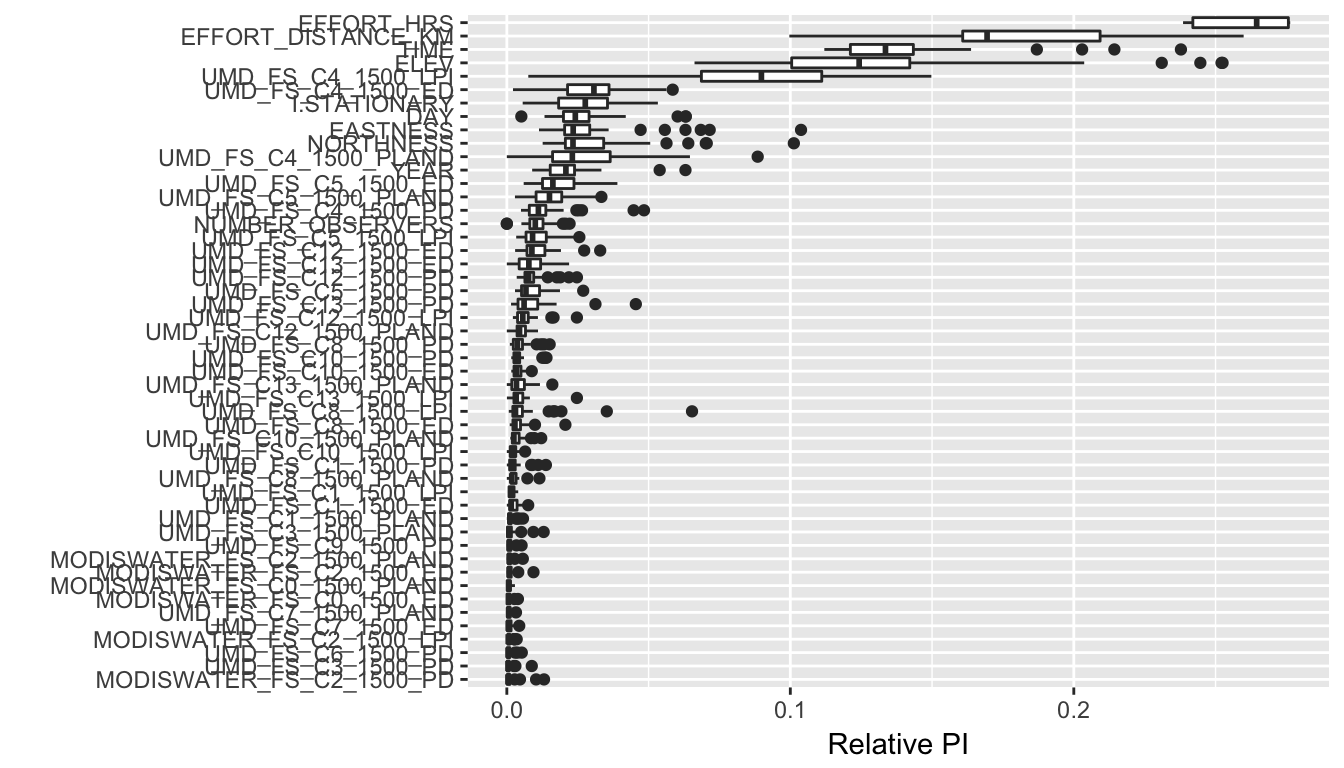 EFFORT_HRS
EFFORT_DISTANCE_KM
TIME
ELEV
UMD_FS_C4_1500_LPI
UMD_FS_C4_1500_ED
I.STATIONARY
DAY
EASTNESS
NORTHNESS
UMD_FS_C4_1500_PLAND
YEAR
UMD_FS_C5_1500_ED
UMD_FS_C5_1500_PLAND
UMD_FS_C4_1500_PD
NUMBER_OBSERVERS
UMD_FS_C5_1500_LPI
UMD_FS_C12_1500_ED
UMD_FS_C13_1500_ED
UMD_FS_C12_1500_PD
UMD_FS_C5_1500_PD
UMD_FS_C13_1500_PD
UMD_FS_C12_1500_LPI
UMD_FS_C12_1500_PLAND
UMD_FS_C8_1500_PD
UMD_FS_C10_1500_PD
UMD_FS_C10_1500_ED
UMD_FS_C13_1500_PLAND
UMD_FS_C13_1500_LPI
UMD_FS_C8_1500_LPI
UMD_FS_C8_1500_ED
UMD_FS_C10_1500_PLAND
UMD_FS_C10_1500_LPI
UMD_FS_C1_1500_PD
UMD_FS_C8_1500_PLAND
UMD_FS_C1_1500_LPI
UMD_FS_C1_1500_ED
UMD_FS_C1_1500_PLAND
UMD_FS_C3_1500_PLAND
UMD_FS_C9_1500_PD
MODISWATER_FS_C2_1500_PLAND
MODISWATER_FS_C2_1500_ED
MODISWATER_FS_C0_1500_PLAND
MODISWATER_FS_C0_1500_ED
UMD_FS_C7_1500_PLAND
UMD_FS_C7_1500_ED
MODISWATER_FS_C2_1500_LPI
UMD_FS_C6_1500_PD
UMD_FS_C3_1500_PD
MODISWATER_FS_C2_1500_PD
0.0 0.1 0.2
Relative PI